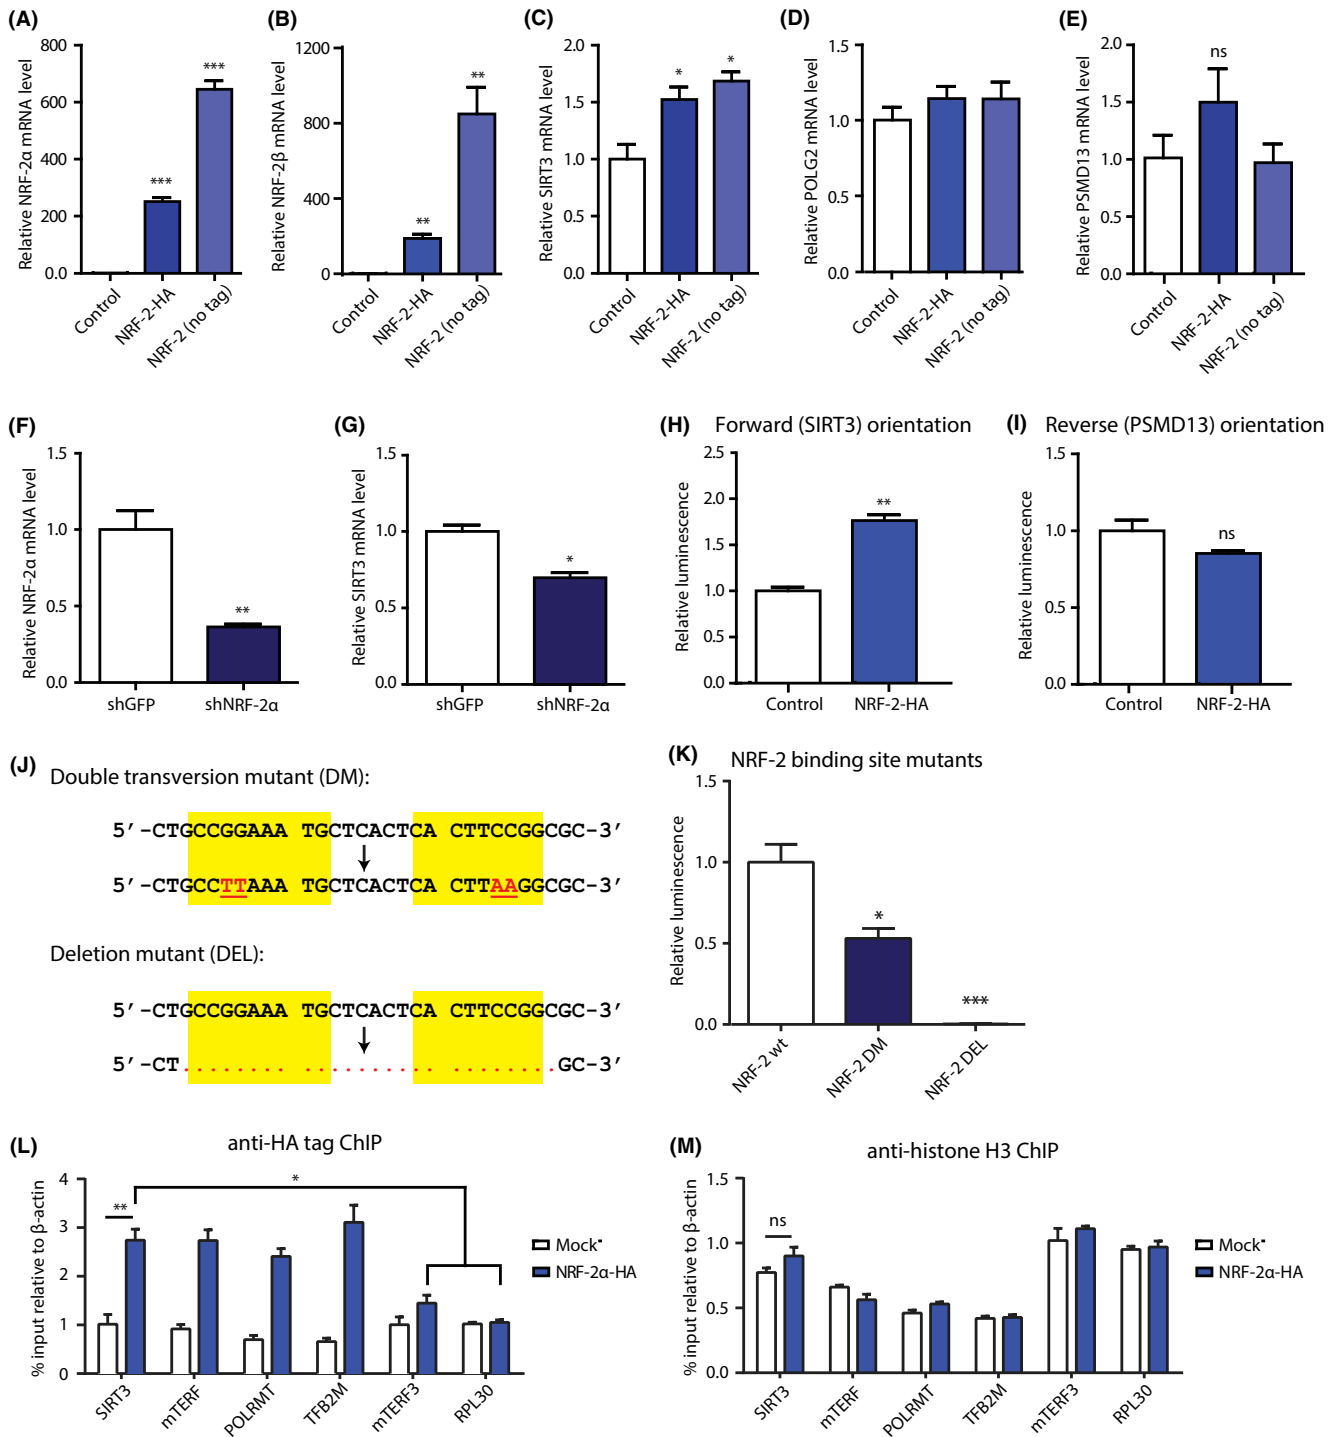 (A)
Relative NRF-2α mRNA level
800
600
400
200
0.0
***
***
Control
NRF-2-HA
NRF-2 (no tag)
(B)
Relative NRF-2β mRNA level
1200
800
400
0
**
**
Control
NRF-2-HA
NRF-2 (no tag)
(C)
Relative SIRT3 mRNA level
2.0
1.5
1.0
0.5
0.0
*
*
Control
NRF-2-HA
NRF-2 (no tag)
(D)
Relative POLG2 mRNA level
1.5
1.0
0.5
0.0
Control
NRF-2-HA
NRF-2 (no tag)
(E)
Relative PSMD13 mRNA level
2.0
1.5
1.0
0.5
0.0
ns
Control
NRF-2-HA
NRF-2 (no tag)
(F)
Relative NRF-2α mRNA level
1.5
1.0
0.5
0.0
**
shGFP
shNRF-2α
(G)
Relative SIRT3 mRNA level
1.5
1.0
0.5
0.0
*
shGFP
shNRF-2α
(H) Forward (SIRT3) orientation
Relative luminescence
2.5
2.0
1.5
1.0
0.5
0.0
**
Control
NRF-2-HA
(I) Reverse (PSMD13) orientation
Relative luminescence
1.5
1.0
0.5
0.0
ns
Control
NRF-2-HA
(J)
Double transversion mutant (DM):
5′-CTGCCGGAAA TGCTCACTCA CTTCCGGCGC-3′
5′-CTGCCTTAAA TGCTCACTCA CTTAAGGCGC-3′
Deletion mutant (DEL):
5′-CTGCCGGAAA TGCTCACTCA CTTCCGGCGC-3′
5′-CT....... ......... .......GC-3′
(K) NRF-2 binding site mutants
Relative luminescence
1.5
1.0
0.5
0.0
*
***
NRF-2 wt
NRF-2 DM
NRF-2 DEL
(L) anti-HA tag ChIP
% input relative to β-actin
4
3
2
1
0
**
*
Mock
NRF-2α-HA
SIRT3
mTERF
POLRMT
TFB2M
mTERF3
RPL30
(M) anti-histone H3 ChIP
% input relative to β-actin
1.5
1.0
0.5
0.0
ns
Mock
NRF-2α-HA
SIRT3
mTERF
POLRMT
TFB2M
mTERF3
RPL30